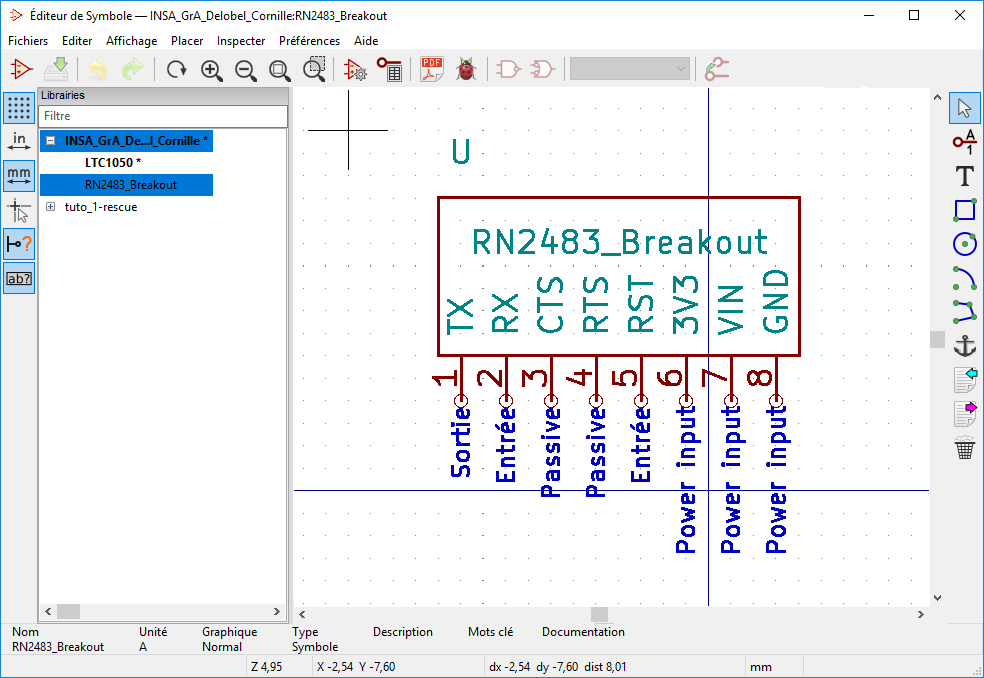 Éditeur de Symbole — INSA_GrA_Delobel_Cornille:RN2483_Breakout
Fichiers Editer Affichage Placer Inspecter Préférences Aide
PDF
Librairies
Filtre
INSA_GrA_De...l_Cornille *
LTC1050 *
RN2483_Breakout
tuto_1-rescue
in
mm
ab?
A
1
T
U
RN2483_Breakout
TX RX CTS RTS RST 3V3 VIN GND
1 2 3 4 5 6 7 8
Sortie Entrée Passive Passive Entrée Power input Power input Power input
Nom Unité Graphique Type Description Mots clé Documentation
RN2483_Breakout A Normal Symbole
Z 4,95 X -2,54 Y -7,60 dx -2,54 dy -7,60 dist 8,01 mm